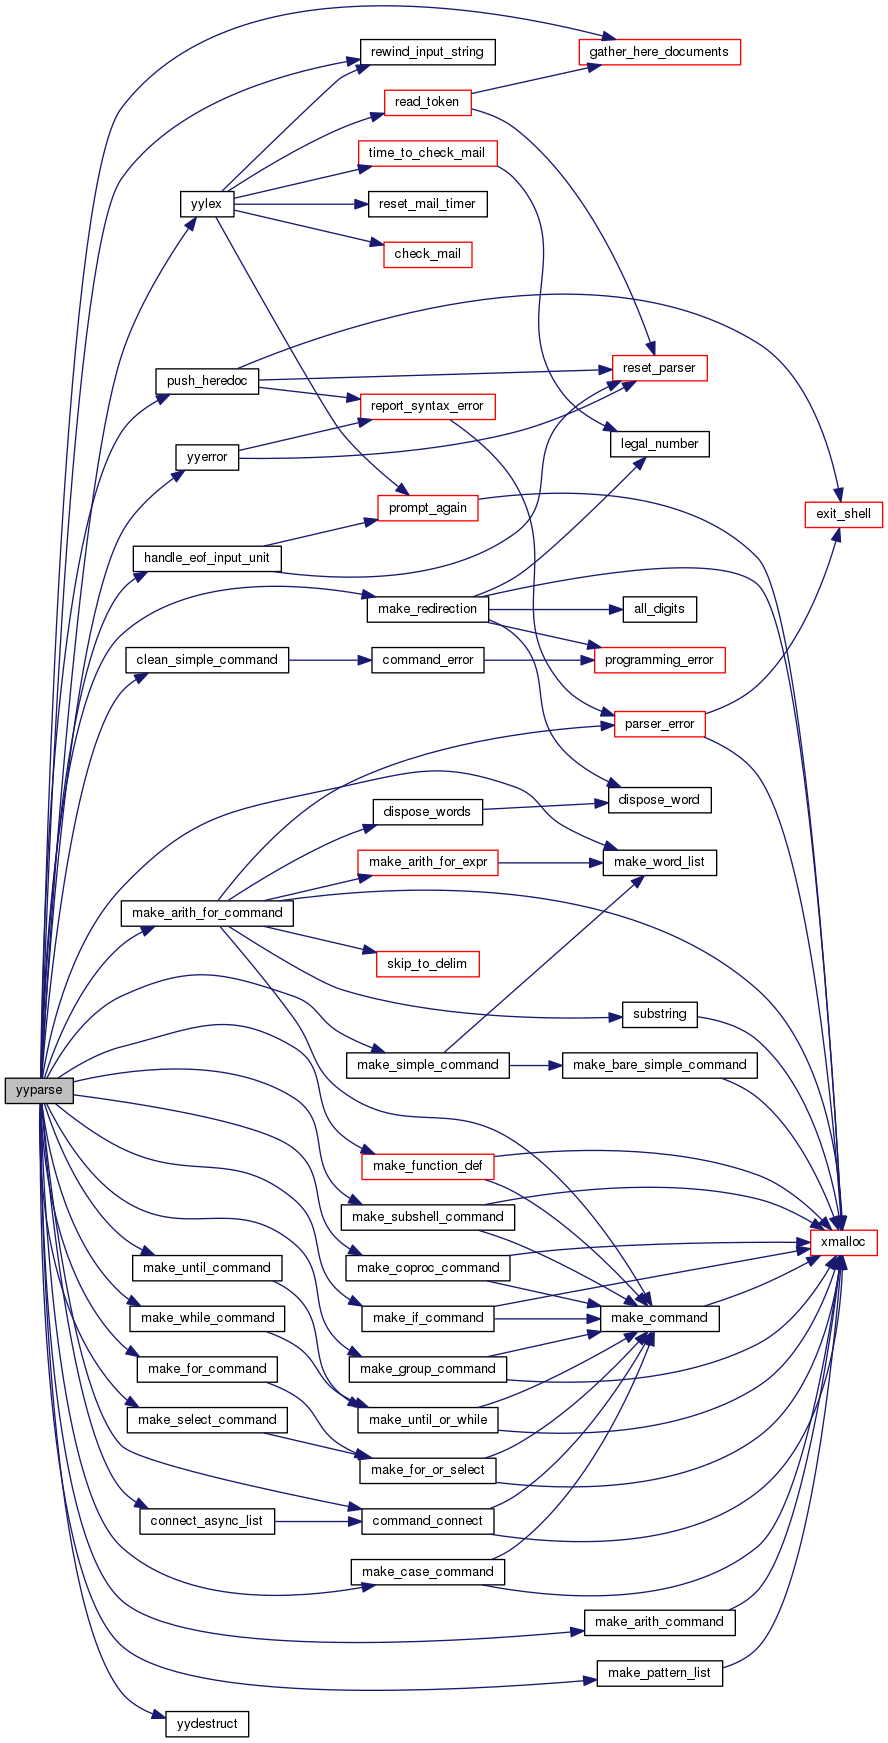 rewind_input_string
gather_here_documents
read_token
time_to_check_mail
yylex
reset_mail_timer
check_mail
push_heredoc
reset_parser
report_syntax_error
legal_number
yyerror
prompt_again
exit_shell
handle_eof_input_unit
make_redirection
all_digits
clean_simple_command
command_error
programming_error
parser_error
dispose_words
dispose_word
make_arith_for_expr
make_word_list
make_arith_for_command
skip_to_delim
substring
make_simple_command
make_bare_simple_command
yyparse
make_function_def
make_subshell_command
xmalloc
make_until_command
make_coproc_command
make_while_command
make_if_command
make_command
make_for_command
make_group_command
make_select_command
make_until_or_while
make_for_or_select
connect_async_list
command_connect
make_case_command
make_arith_command
make_pattern_list
yydestruct